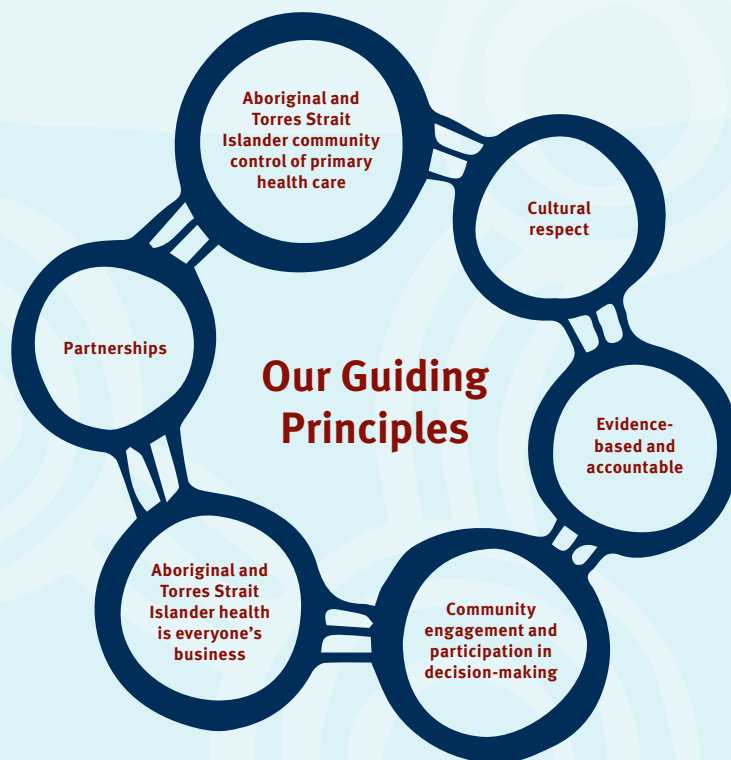 Aboriginal and
Torres Strait
Islander community
control of primary
health care
Cultural
respect
Partnerships
Our Guiding
Principles
Evidence-
based and
accountable
Aboriginal and
Torres Strait
Islander health
is everyone's
business
Community
engagement and
participation in
decision-making